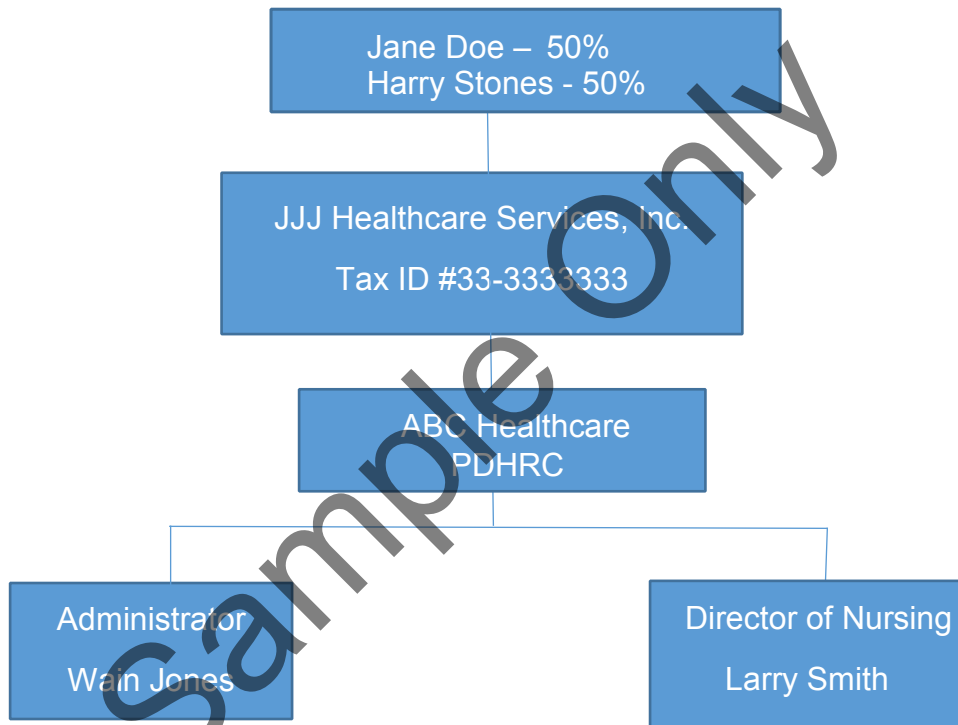 Jane Doe – 50%
Harry Stones - 50%
JJJ Healthcare Services, Inc.
Tax ID #33-3333333
ABC Healthcare
PDHRC
Administrator
Wain Jones
Director of Nursing
Larry Smith
Sample Only